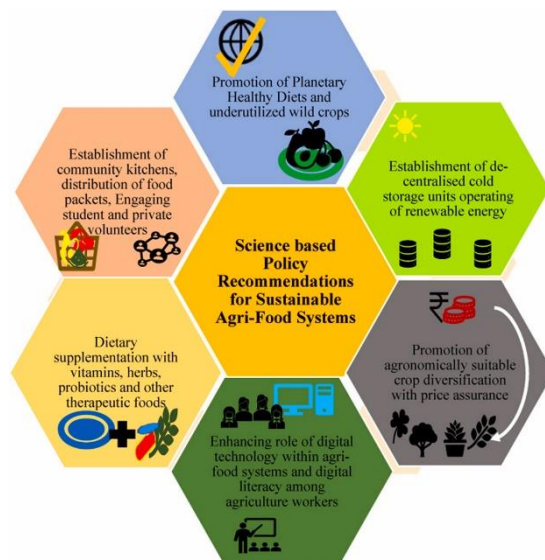 Promotion of Planetary
Healthy Diets and
underutilized wild crops
Establishment of
community kitchens,
distribution of food
packets, Engaging
student and private
volunteers
Establishment of de-
centralised cold
storage units operating
of renewable energy
Science based
Policy
Recommendations
for Sustainable
Agri-Food Systems
Dietary
supplementation with
vitamins, herbs,
probiotics and other
therapeutic foods
₹
Promotion of
agronomically suitable
crop diversification
with price assurance
Enhancing role of digital
technology within agri-
food systems and digital
literacy among
agriculture workers